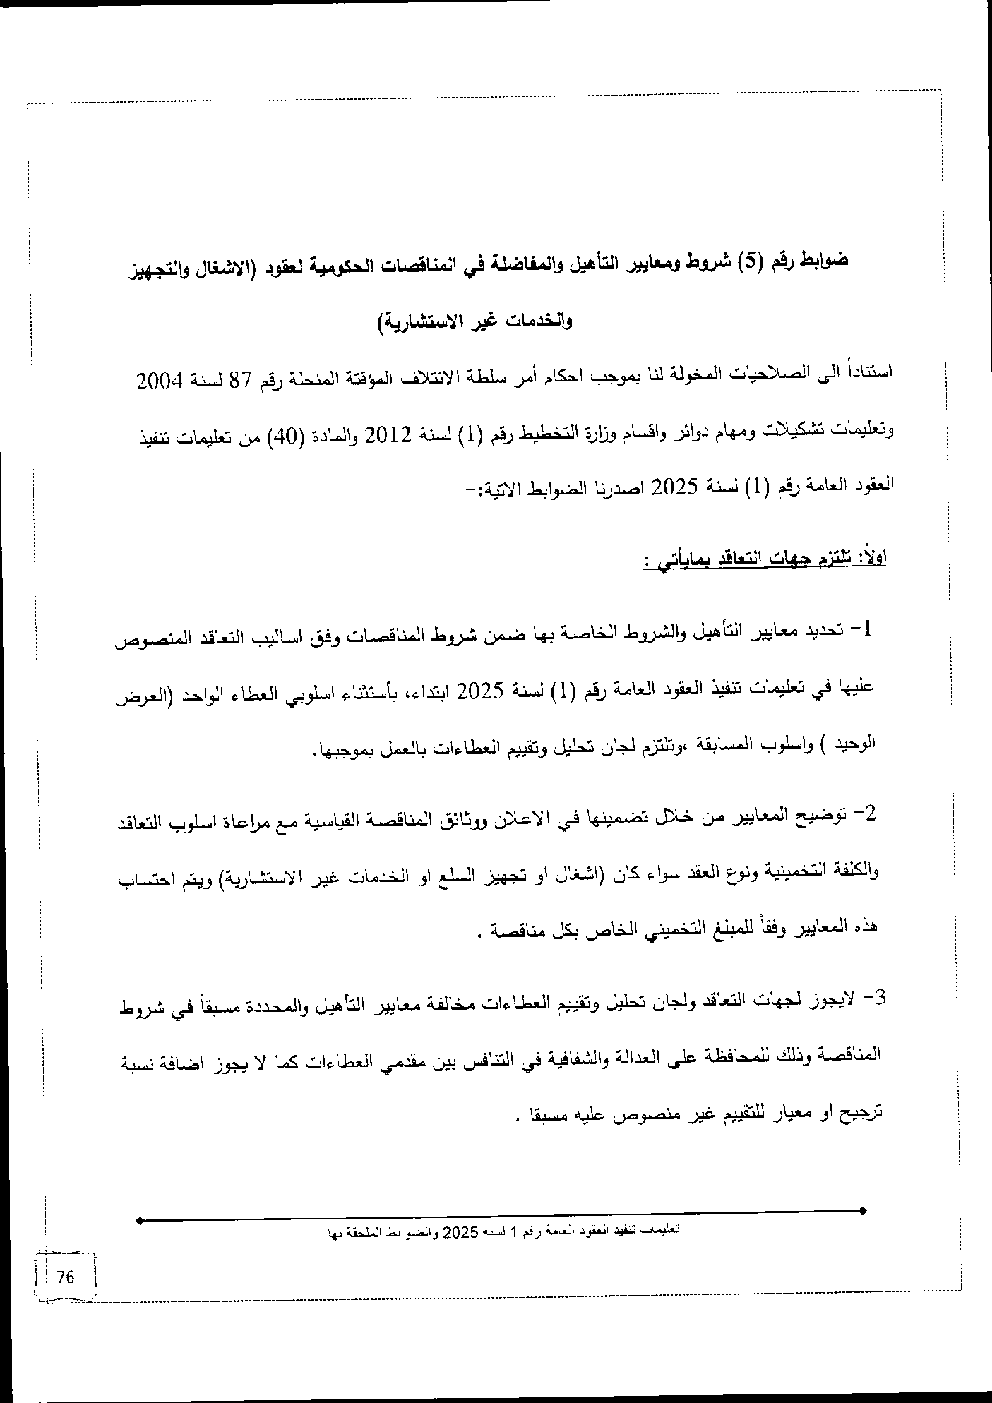 ضوابط رقم (5) شروط ومعايير التأهيل والمفاضلة في المناقصات الحكومية لعقود (الاشغال والتجهيز
والخدمات غير الاستشارية)
استناداً الى الصلاحيات المخولة لنا بموجب احكام أمر سلطة الائتلاف المؤقتة المنحلة رقم 87 لسنة 2004
وتعليمات تشكيلات ومهام دوائر واقسام وزارة التخطيط رقم (1) لسنة 2012 والمادة (40) من تعليمات تنفيذ
العقود العامة رقم (1) لسنة 2025 اصدرنا الضوابط الاتية:-
اولاً: تلتزم جهات التعاقد بمايأتي :
1- تحديد معايير التأهيل والشروط الخاصة بها ضمن شروط المناقصات وفق اساليب التعاقد المنصوص
عليها في تعليمات تنفيذ العقود العامة رقم (1) لسنة 2025 ابتداء، بأستثناء اسلوبي العطاء الواحد (العرض
الوحيد ) واسلوب المسابقة ،وتلتزم لجان تحليل وتقييم العطاءات بالعمل بموجبها.
2- توضيح المعايير من خلال تضمينها في الاعلان ووثائق المناقصة القياسية مع مراعاة اسلوب التعاقد
والكلفة التخمينية ونوع العقد سواء كان (اشغال او تجهيز السلع او الخدمات غير الاستشارية) ويتم احتساب
هذه المعايير وفقاً للمبلغ التخميني الخاص بكل مناقصة .
3- لايجوز لجهات التعاقد ولجان تحليل وتقييم العطاءات مخالفة معايير التأهيل والمحددة مسبقاً في شروط
المناقصة وذلك للمحافظة على العدالة والشفافية في التنافس بين مقدمي العطاءات كما لا يجوز اضافة نسبة
ترجيح او معيار للتقييم غير منصوص عليه مسبقا .
تعليمات تنفيذ العقود العامة رقم 1 لسنة 2025 والضوابط الملحقة بها
76